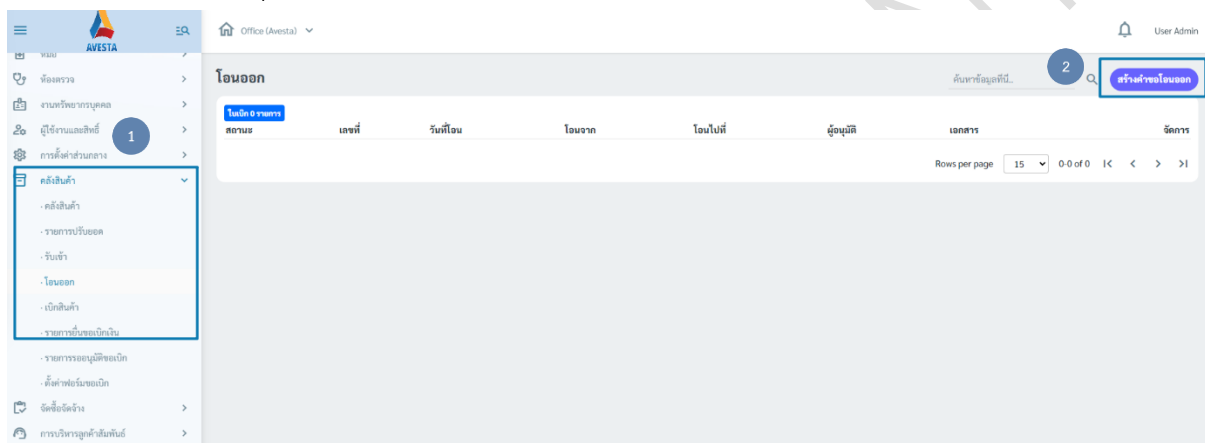 AVESTA
Office (Avesta)
User Admin
ห้องตรวจ
งานทรัพยากรบุคคล
ผู้ใช้งานและสิทธิ์
1
การตั้งค่าส่วนกลาง
คลังสินค้า
- คลังสินค้า
- รายการปรับยอด
- รับเข้า
- โอนออก
- เบิกสินค้า
- รายการยื่นขอเบิกเงิน
- รายการรออนุมัติขอเบิก
- ตั้งค่าฟอร์มขอเบิก
จัดซื้อจัดจ้าง
การบริหารลูกค้าสัมพันธ์
โอนออก
ค้นหาข้อมูลที่นี่..
2
สร้างคำขอโอนออก
ใบเบิก 0 รายการ
สถานะ เลขที่ วันที่โอน โอนจาก โอนไปที่ ผู้อนุมัติ เอกสาร จัดการ
Rows per page 15 0-0 of 0